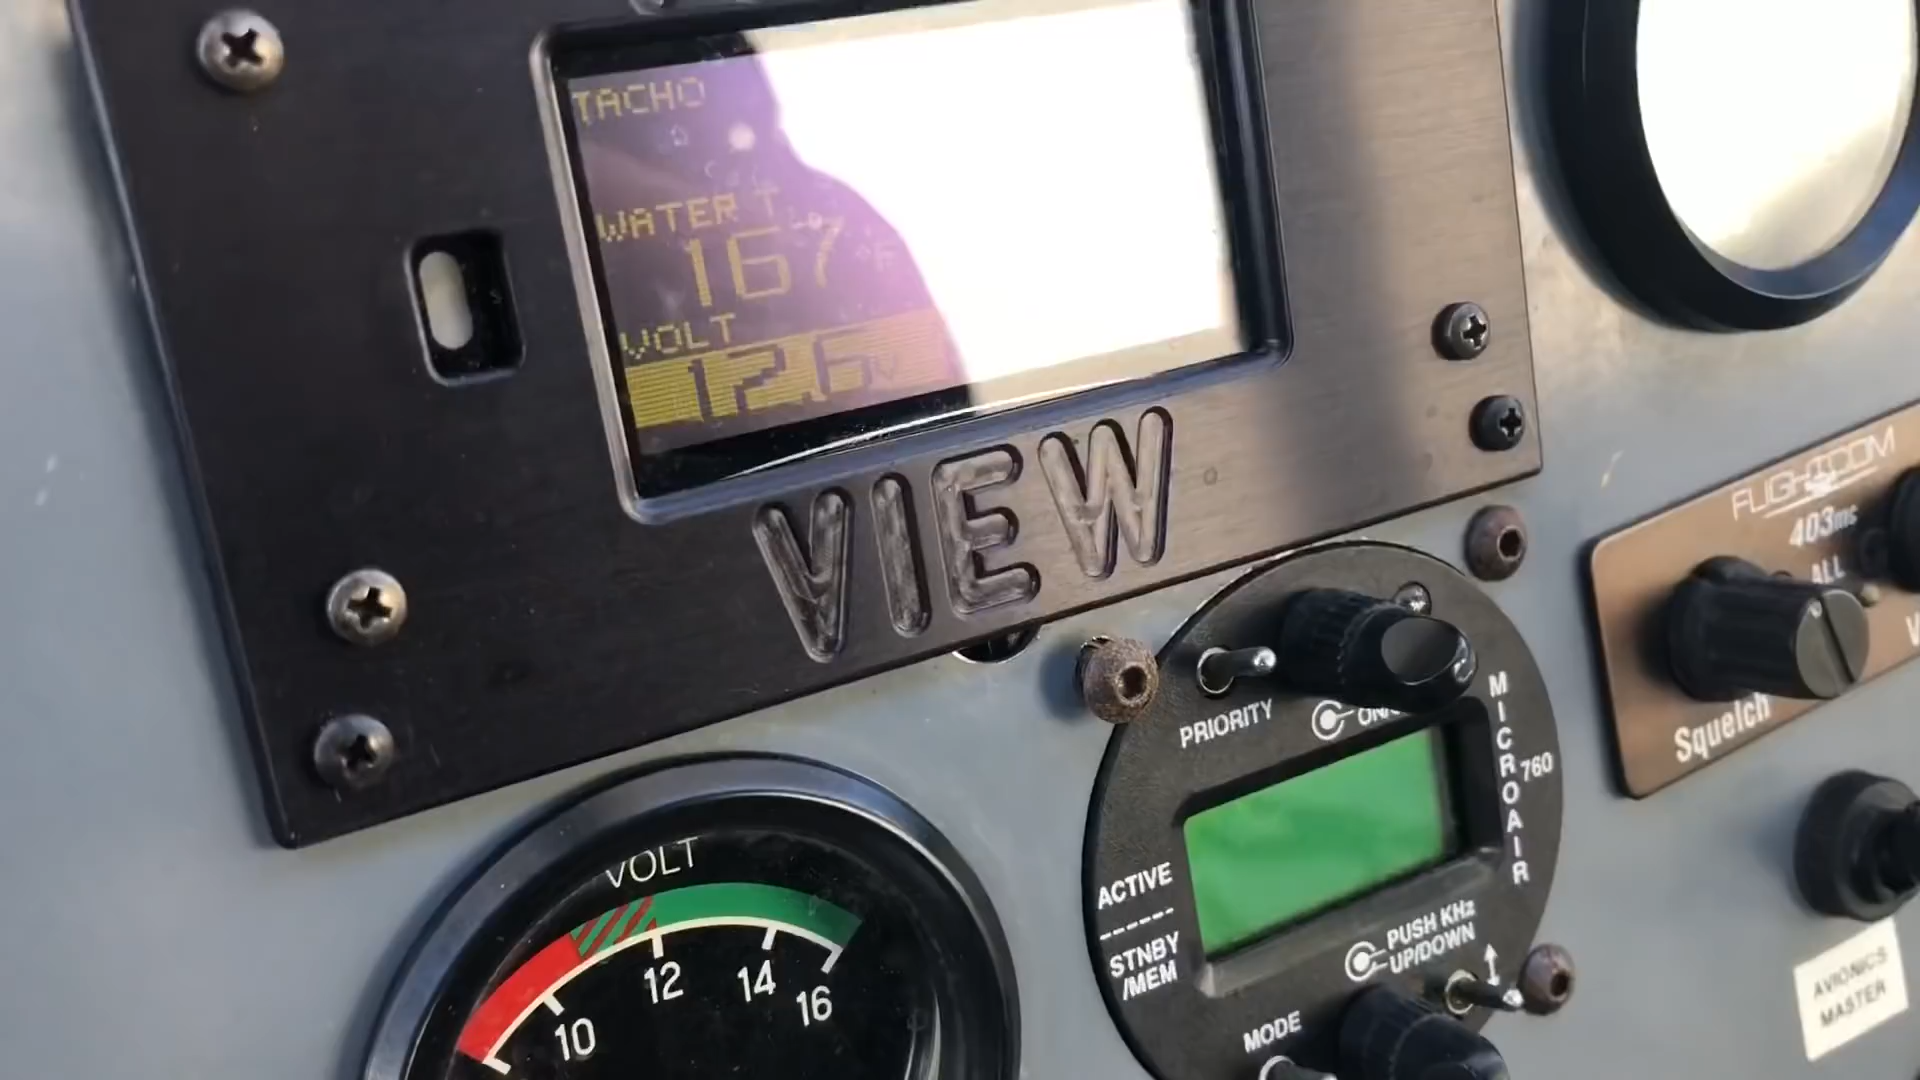 TACHO
WATER T
167 °F
VOLT
12.6 V
VIEW
FLIGHTCOM
403mc
ALL
Squelch
PRIORITY
MICROAIR
760
ACTIVE
STNBY
/MEM
PUSH KHz
UP/DOWN
MODE
VOLT
10
12
14
16
AVIONICS
MASTER